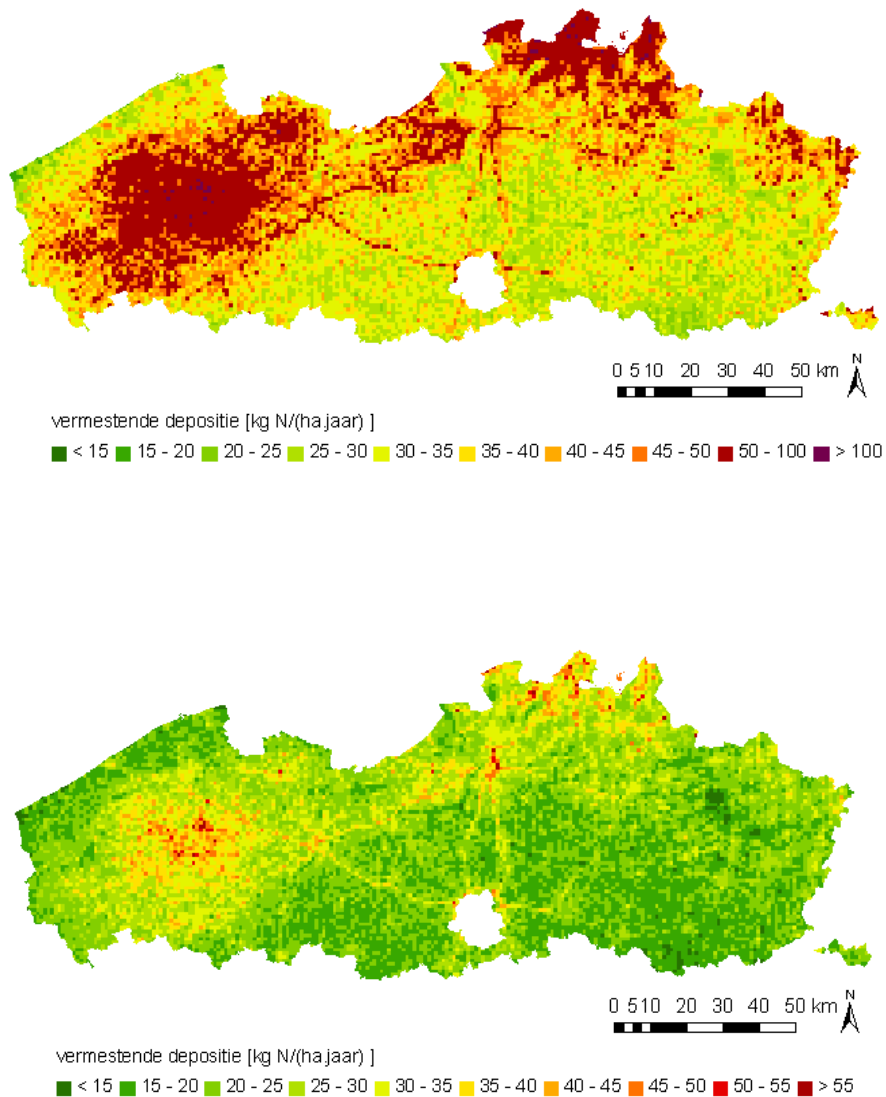 0 5 10 20 30 40 50 km
N
vermestende depositie [kg N/(ha.jaar) ]
< 15 15 - 20 20 - 25 25 - 30 30 - 35 35 - 40 40 - 45 45 - 50 50 - 100 > 100
0 5 10 20 30 40 50 km
N
vermestende depositie [kg N/(ha.jaar) ]
< 15 15 - 20 20 - 25 25 - 30 30 - 35 35 - 40 40 - 45 45 - 50 50 - 55 > 55